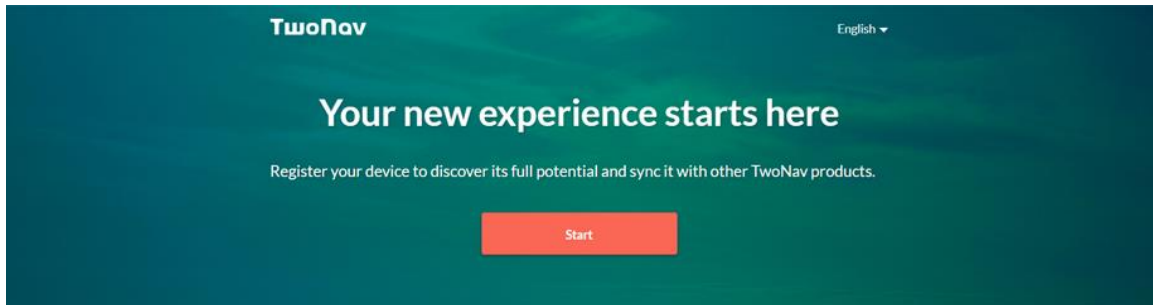 TwoNav
English
Your new experience starts here
Register your device to discover its full potential and sync it with other TwoNav products.
Start